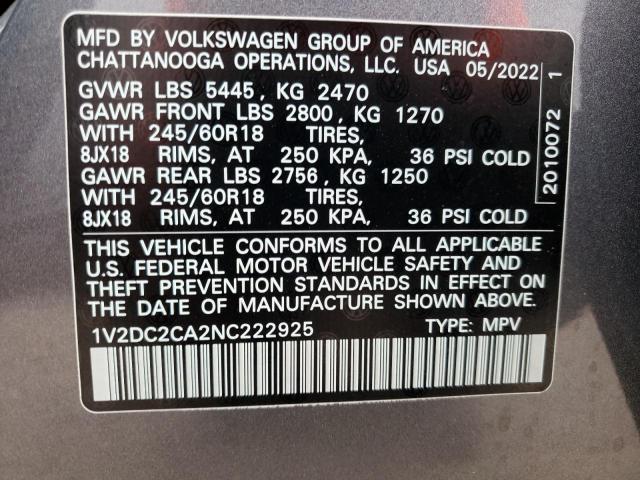 MFD BY VOLKSWAGEN GROUP OF AMERICA
CHATTANOOGA OPERATIONS, LLC. USA 05/2022
GVWR LBS 5445, KG 2470
GAWR FRONT LBS 2800, KG 1270
WITH 245/60R18 TIRES,
8JX18 RIMS, AT 250 KPA, 36 PSI COLD
GAWR REAR LBS 2756, KG 1250
WITH 245/60R18 TIRES,
8JX18 RIMS, AT 250 KPA, 36 PSI COLD
THIS VEHICLE CONFORMS TO ALL APPLICABLE
U.S. FEDERAL MOTOR VEHICLE SAFETY AND
THEFT PREVENTION STANDARDS IN EFFECT ON
THE DATE OF MANUFACTURE SHOWN ABOVE.
1V2DC2CA2NC222925 TYPE: MPV
2010072 1